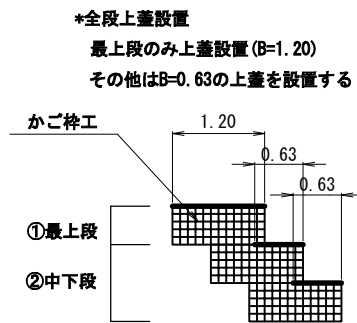 *全段上蓋設置
最上段のみ上蓋設置(B=1.20)
その他はB=0.63の上蓋を設置する
かご枠工
1.20
0.63
0.63
①最上段
②中下段